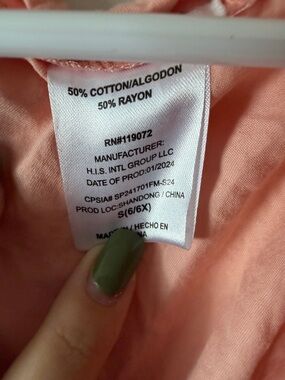 50% COTTON/ALGODON
50% RAYON
RN#119072
MANUFACTURER:
H.I.S. INTL GROUP LLC
DATE OF PROD:01/2024
CPSIA# SP241701FM-S24
PROD LOC:SHANDONG / CHINA
S(6/6X)
/ HECHO EN